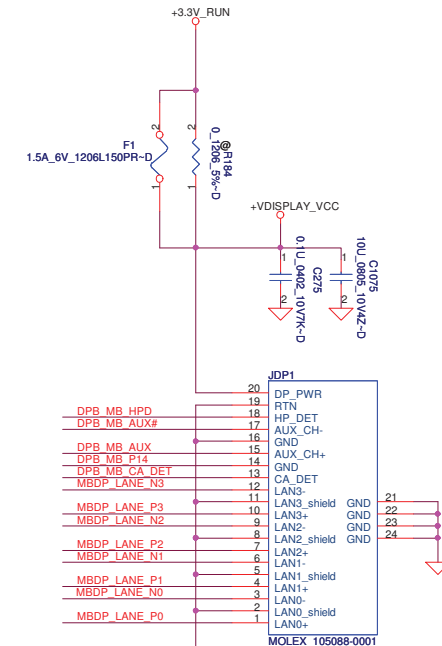 +3.3V_RUN
2
2
F1
1.5A_6V_1206L150PR~D
@R184
0_1206_5%~D
1
1
+VDISPLAY_VCC
1
2
C275
0.1U_0402_10V7K~D
1
2
C1075
10U_0805_10V4Z~D
JDP1
20 DP_PWR
19 RTN
DPB_MB_HPD 18 HP_DET
DPB_MB_AUX# 17 AUX_CH-
16 GND
DPB_MB_AUX 15 AUX_CH+
DPB_MB_P14 14 GND
DPB_MB_CA_DET 13 CA_DET
MBDP_LANE_N3 12 LAN3-
11 LAN3_shield GND 21
MBDP_LANE_P3 10 LAN3+ GND 22
MBDP_LANE_N2 9 LAN2- GND 23
8 LAN2_shield GND 24
MBDP_LANE_P2 7 LAN2+
MBDP_LANE_N1 6 LAN1-
5 LAN1_shield
MBDP_LANE_P1 4 LAN1+
MBDP_LANE_N0 3 LAN0-
2 LAN0_shield
MBDP_LANE_P0 1 LAN0+
MOLEX_105088-0001